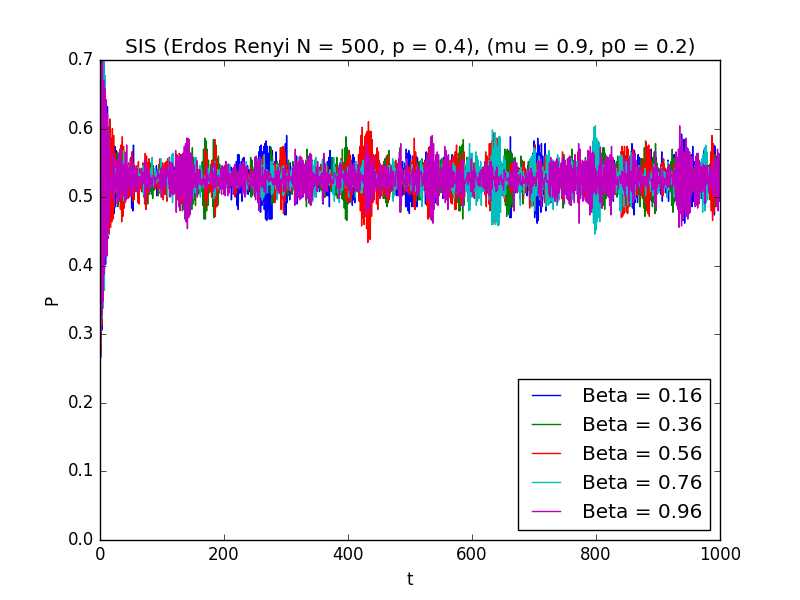 SIS (Erdos Renyi N = 500, p = 0.4), (mu = 0.9, p0 = 0.2)
0.7
0.6
0.5
0.4
0.3
0.2
0.1
0.0
P
Beta = 0.16
Beta = 0.36
Beta = 0.56
Beta = 0.76
Beta = 0.96
0 200 400 600 800 1000
t